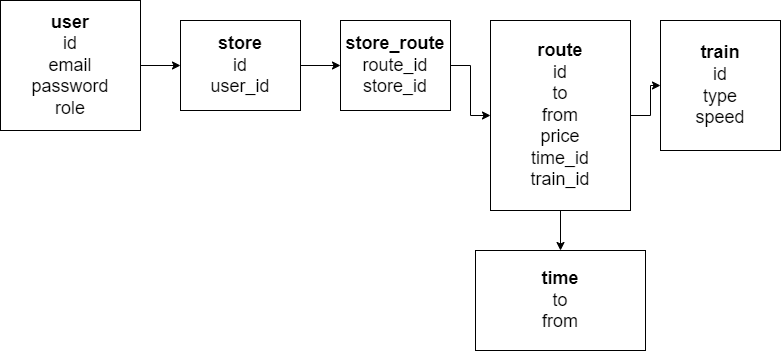 user
id
email
password
role
store
id
user_id
store_route
route_id
store_id
route
id
to
from
price
time_id
train_id
train
id
type
speed
time
to
from